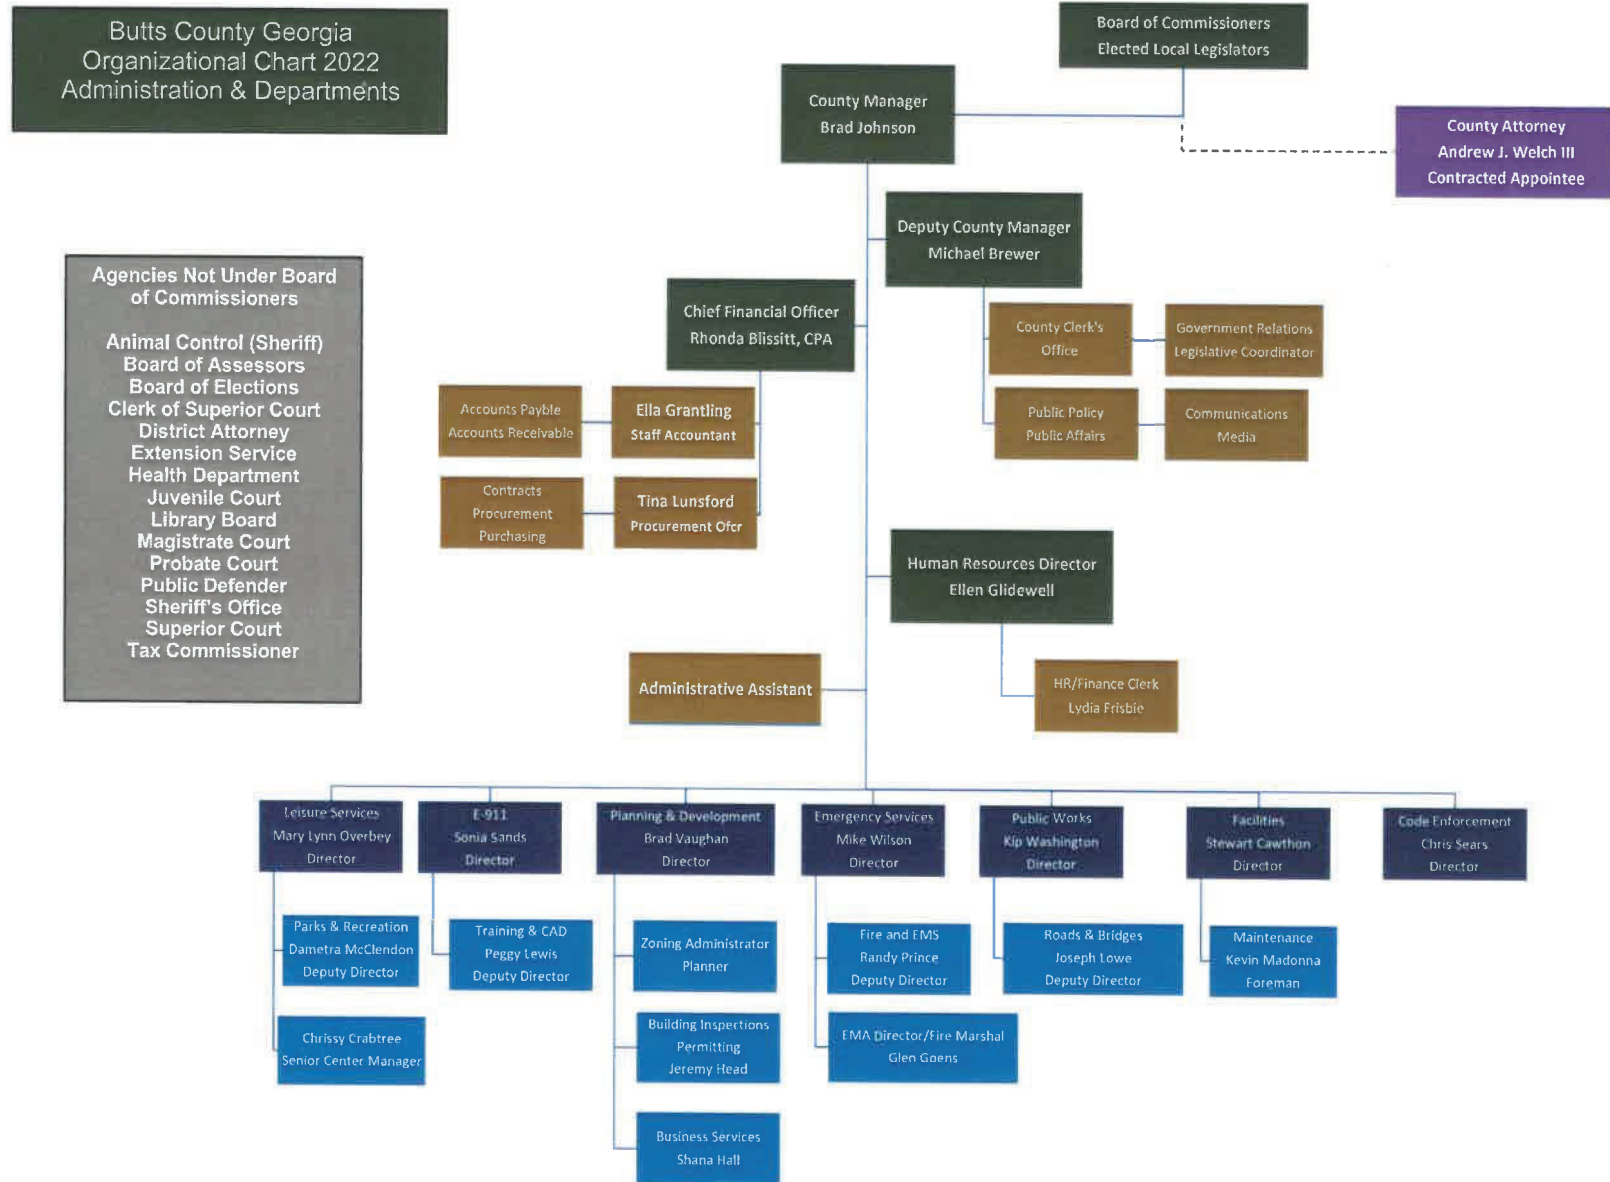 Butts County Georgia
Organizational Chart 2022
Administration & Departments
Board of Commissioners
Elected Local Legislators
County Manager
Brad Johnson
County Attorney
Andrew J. Welch III
Contracted Appointee
Deputy County Manager
Michael Brewer
Agencies Not Under Board
of Commissioners
Animal Control (Sheriff)
Board of Assessors
Board of Elections
Clerk of Superior Court
District Attorney
Extension Service
Health Department
Juvenile Court
Library Board
Magistrate Court
Probate Court
Public Defender
Sheriff's Office
Superior Court
Tax Commissioner
Chief Financial Officer
Rhonda Blissitt, CPA
County Clerk's
Office
Government Relations
Legislative Coordinator
Public Policy
Public Affairs
Communications
Media
Accounts Payble
Accounts Receivable
Ella Grantling
Staff Accountant
Contracts
Procurement
Purchasing
Tina Lunsford
Procurement Ofcr
Human Resources Director
Ellen Glidewell
Administrative Assistant
HR/Finance Clerk
Lydia Frisbie
Leisure Services
Mary Lynn Overbey
Director
E-911
Sonia Sands
Director
Planning & Development
Brad Vaughan
Director
Emergency Services
Mike Wilson
Director
Public Works
Kip Washington
Director
Facilities
Stewart Cawthon
Director
Code Enforcement
Chris Sears
Director
Parks & Recreation
Dametra McClendon
Deputy Director
Training & CAD
Peggy Lewis
Deputy Director
Zoning Administrator
Planner
Fire and EMS
Randy Prince
Deputy Director
Roads & Bridges
Joseph Lowe
Deputy Director
Maintenance
Kevin Madonna
Foreman
Chrissy Crabtree
Senior Center Manager
Building Inspections
Permitting
Jeremy Head
EMA Director/Fire Marshal
Glen Goens
Business Services
Shana Hall